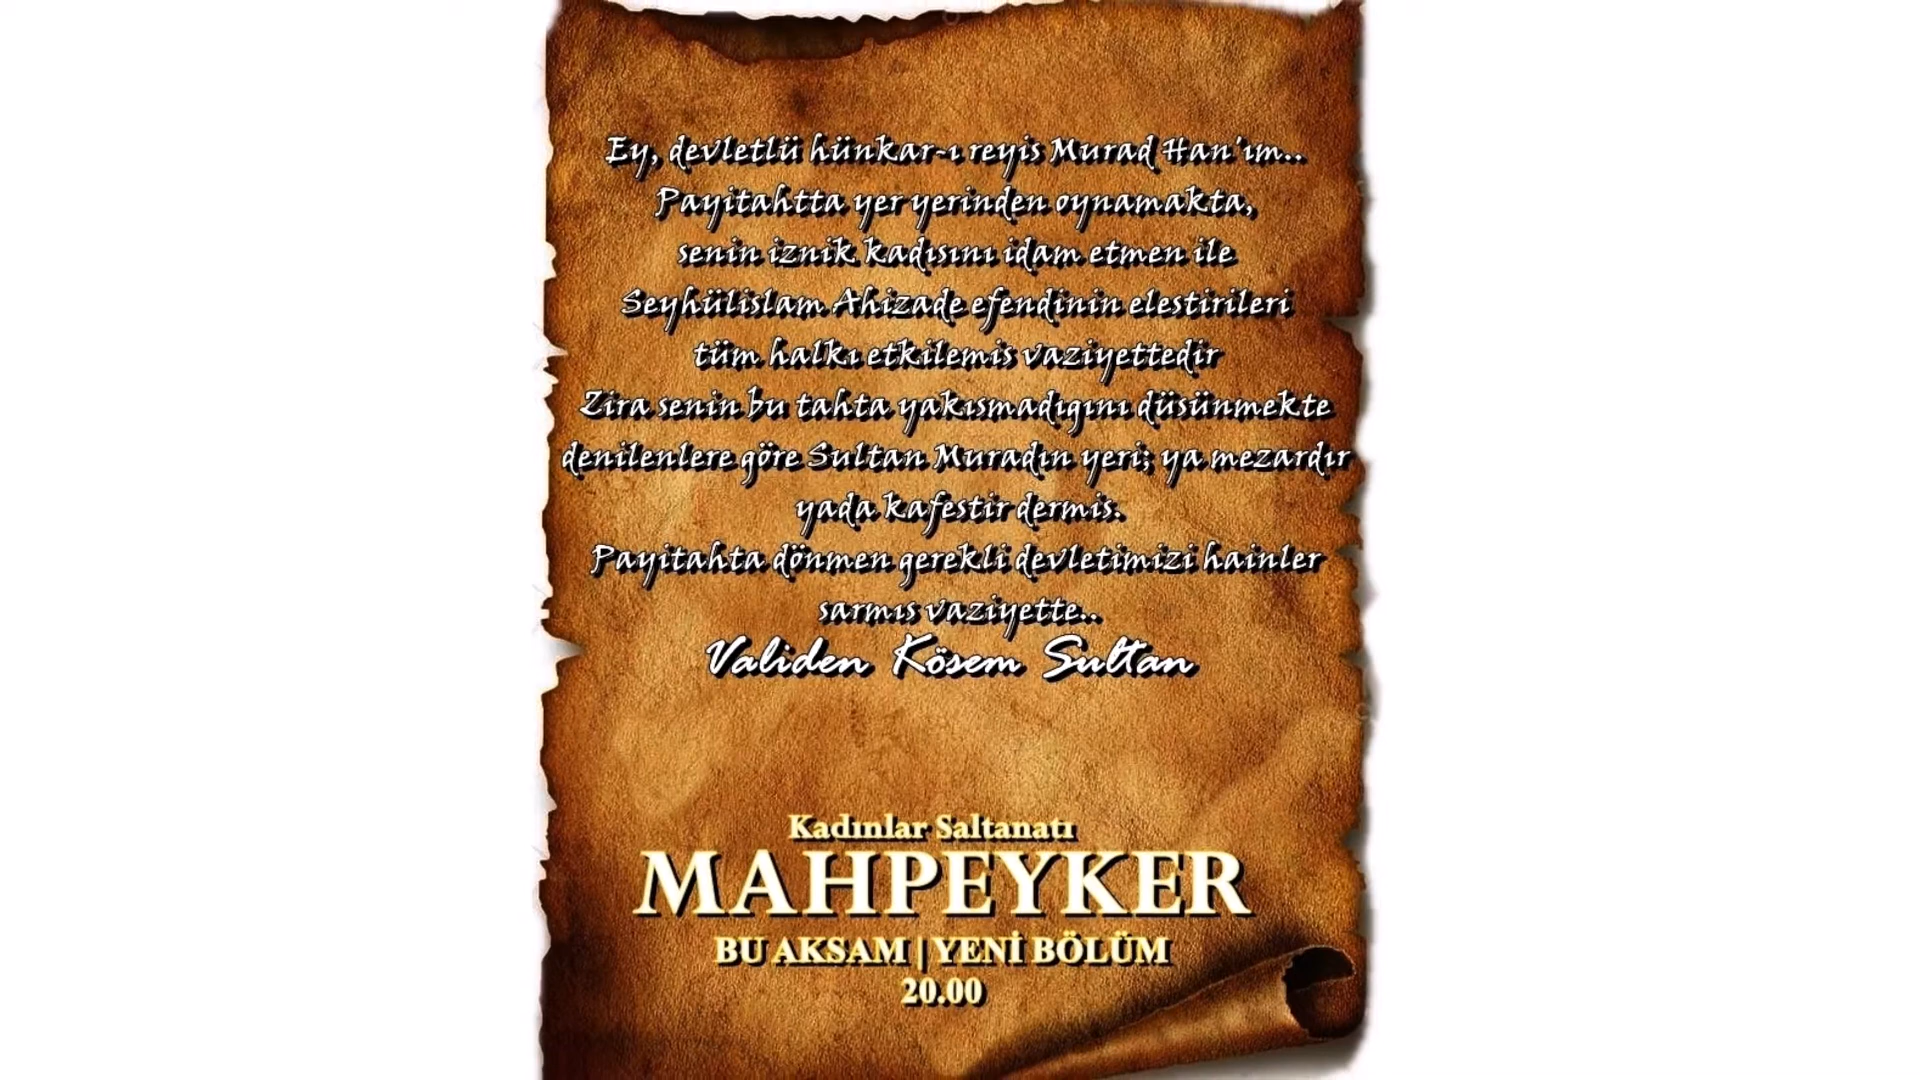 Ey, devletlü hünkar-ı reyis Murad Han'ım..
Payitahtta yer yerinden oynamakta,
senin iznik kadısını idam etmen ile
Seyhülislam Ahizade efendinin elestirileri
tüm halkı etkilemis vaziyettedir
Zira senin bu tahta yakısmadıgını düsünmekte
denilenlere göre Sultan Muradın yeri; ya mezardır
yada kafestir dermis.
Payitahta dönmen gerekli devletimizi hainler
sarmıs vaziyette..
Validen Kösem Sultan
Kadınlar Saltanatı
MAHPEYKER
BU AKSAM | YENİ BÖLÜM
20.00